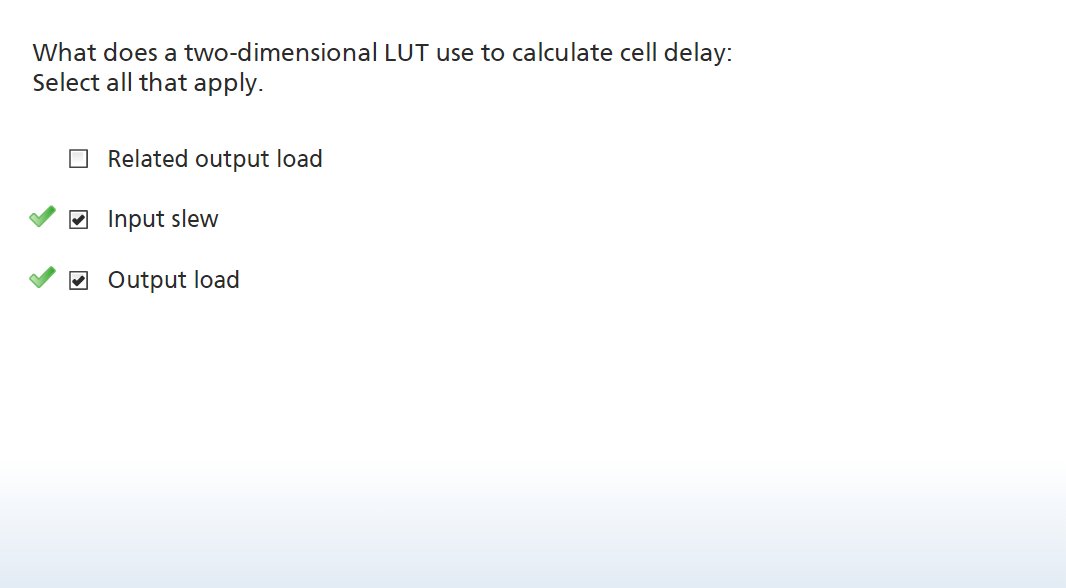 What does a two-dimensional LUT use to calculate cell delay:
Select all that apply.
Related output load
Input slew
Output load